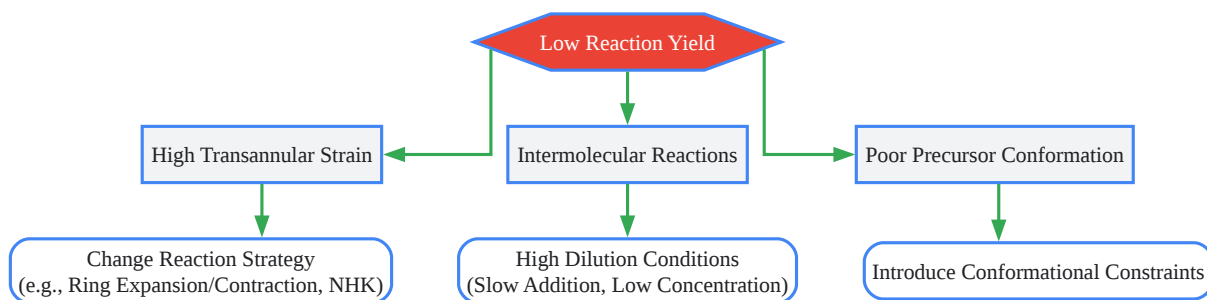 Low Reaction Yield
High Transannular Strain
Intermolecular Reactions
Poor Precursor Conformation
Change Reaction Strategy
(e.g., Ring Expansion/Contraction, NHK)
High Dilution Conditions
(Slow Addition, Low Concentration)
Introduce Conformational Constraints